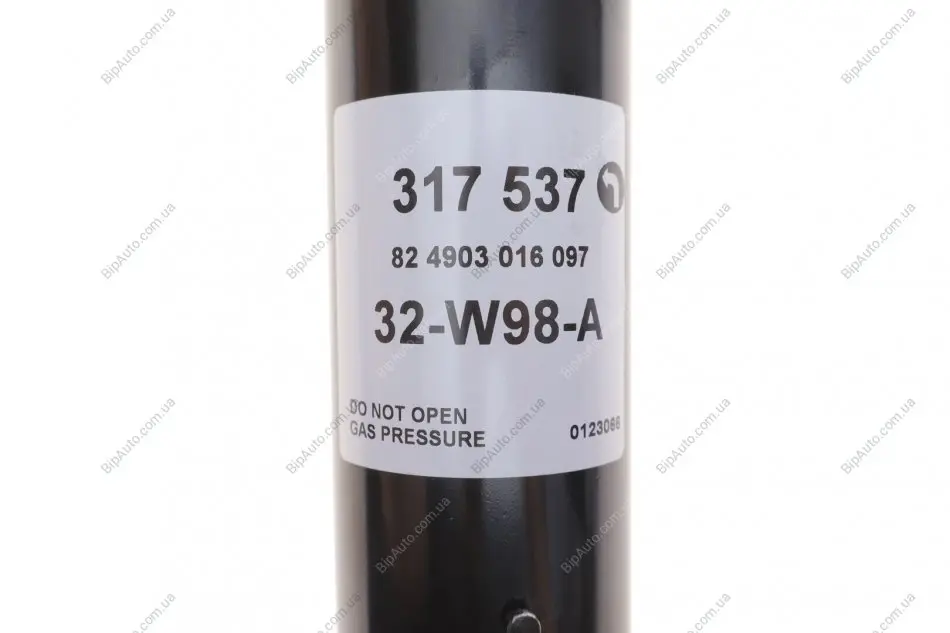 317 537
82 4903 016 097
32-W98-A
DO NOT OPEN
GAS PRESSURE
0123066
BipAuto.com.ua